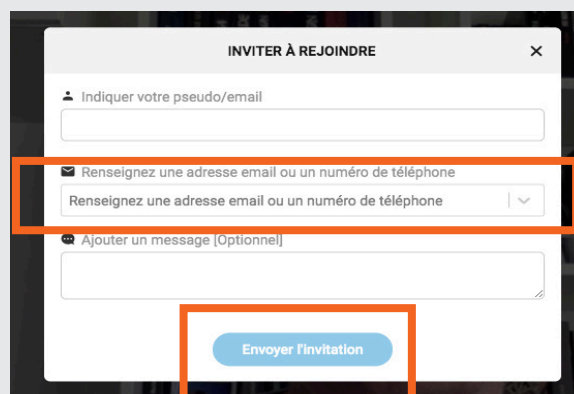 INVITER À REJOINDRE
Indiquer votre pseudo/email
Renseignez une adresse email ou un numéro de téléphone
Renseignez une adresse email ou un numéro de téléphone
Ajouter un message [Optionnel]
Envoyer l'invitation